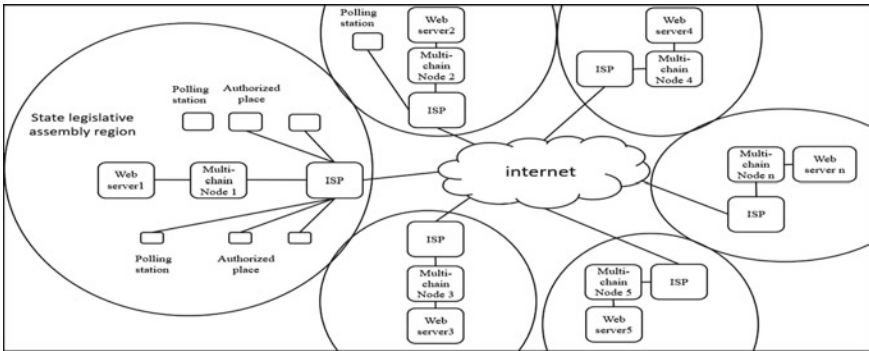 Polling
station
Web
server2
Multi-
chain
Node 2
ISP
Web
server4
ISP
Multi-
chain
Node 4
State legislative
assembly region
Polling
station
Authorized
place
Web
server1
Multi-
chain
Node 1
ISP
Polling
station
Authorized
place
internet
Multi-
chain
Node n
Web
server n
ISP
ISP
Multi-
chain
Node 3
Web
server3
Multi-
chain
Node 5
ISP
Web
server5